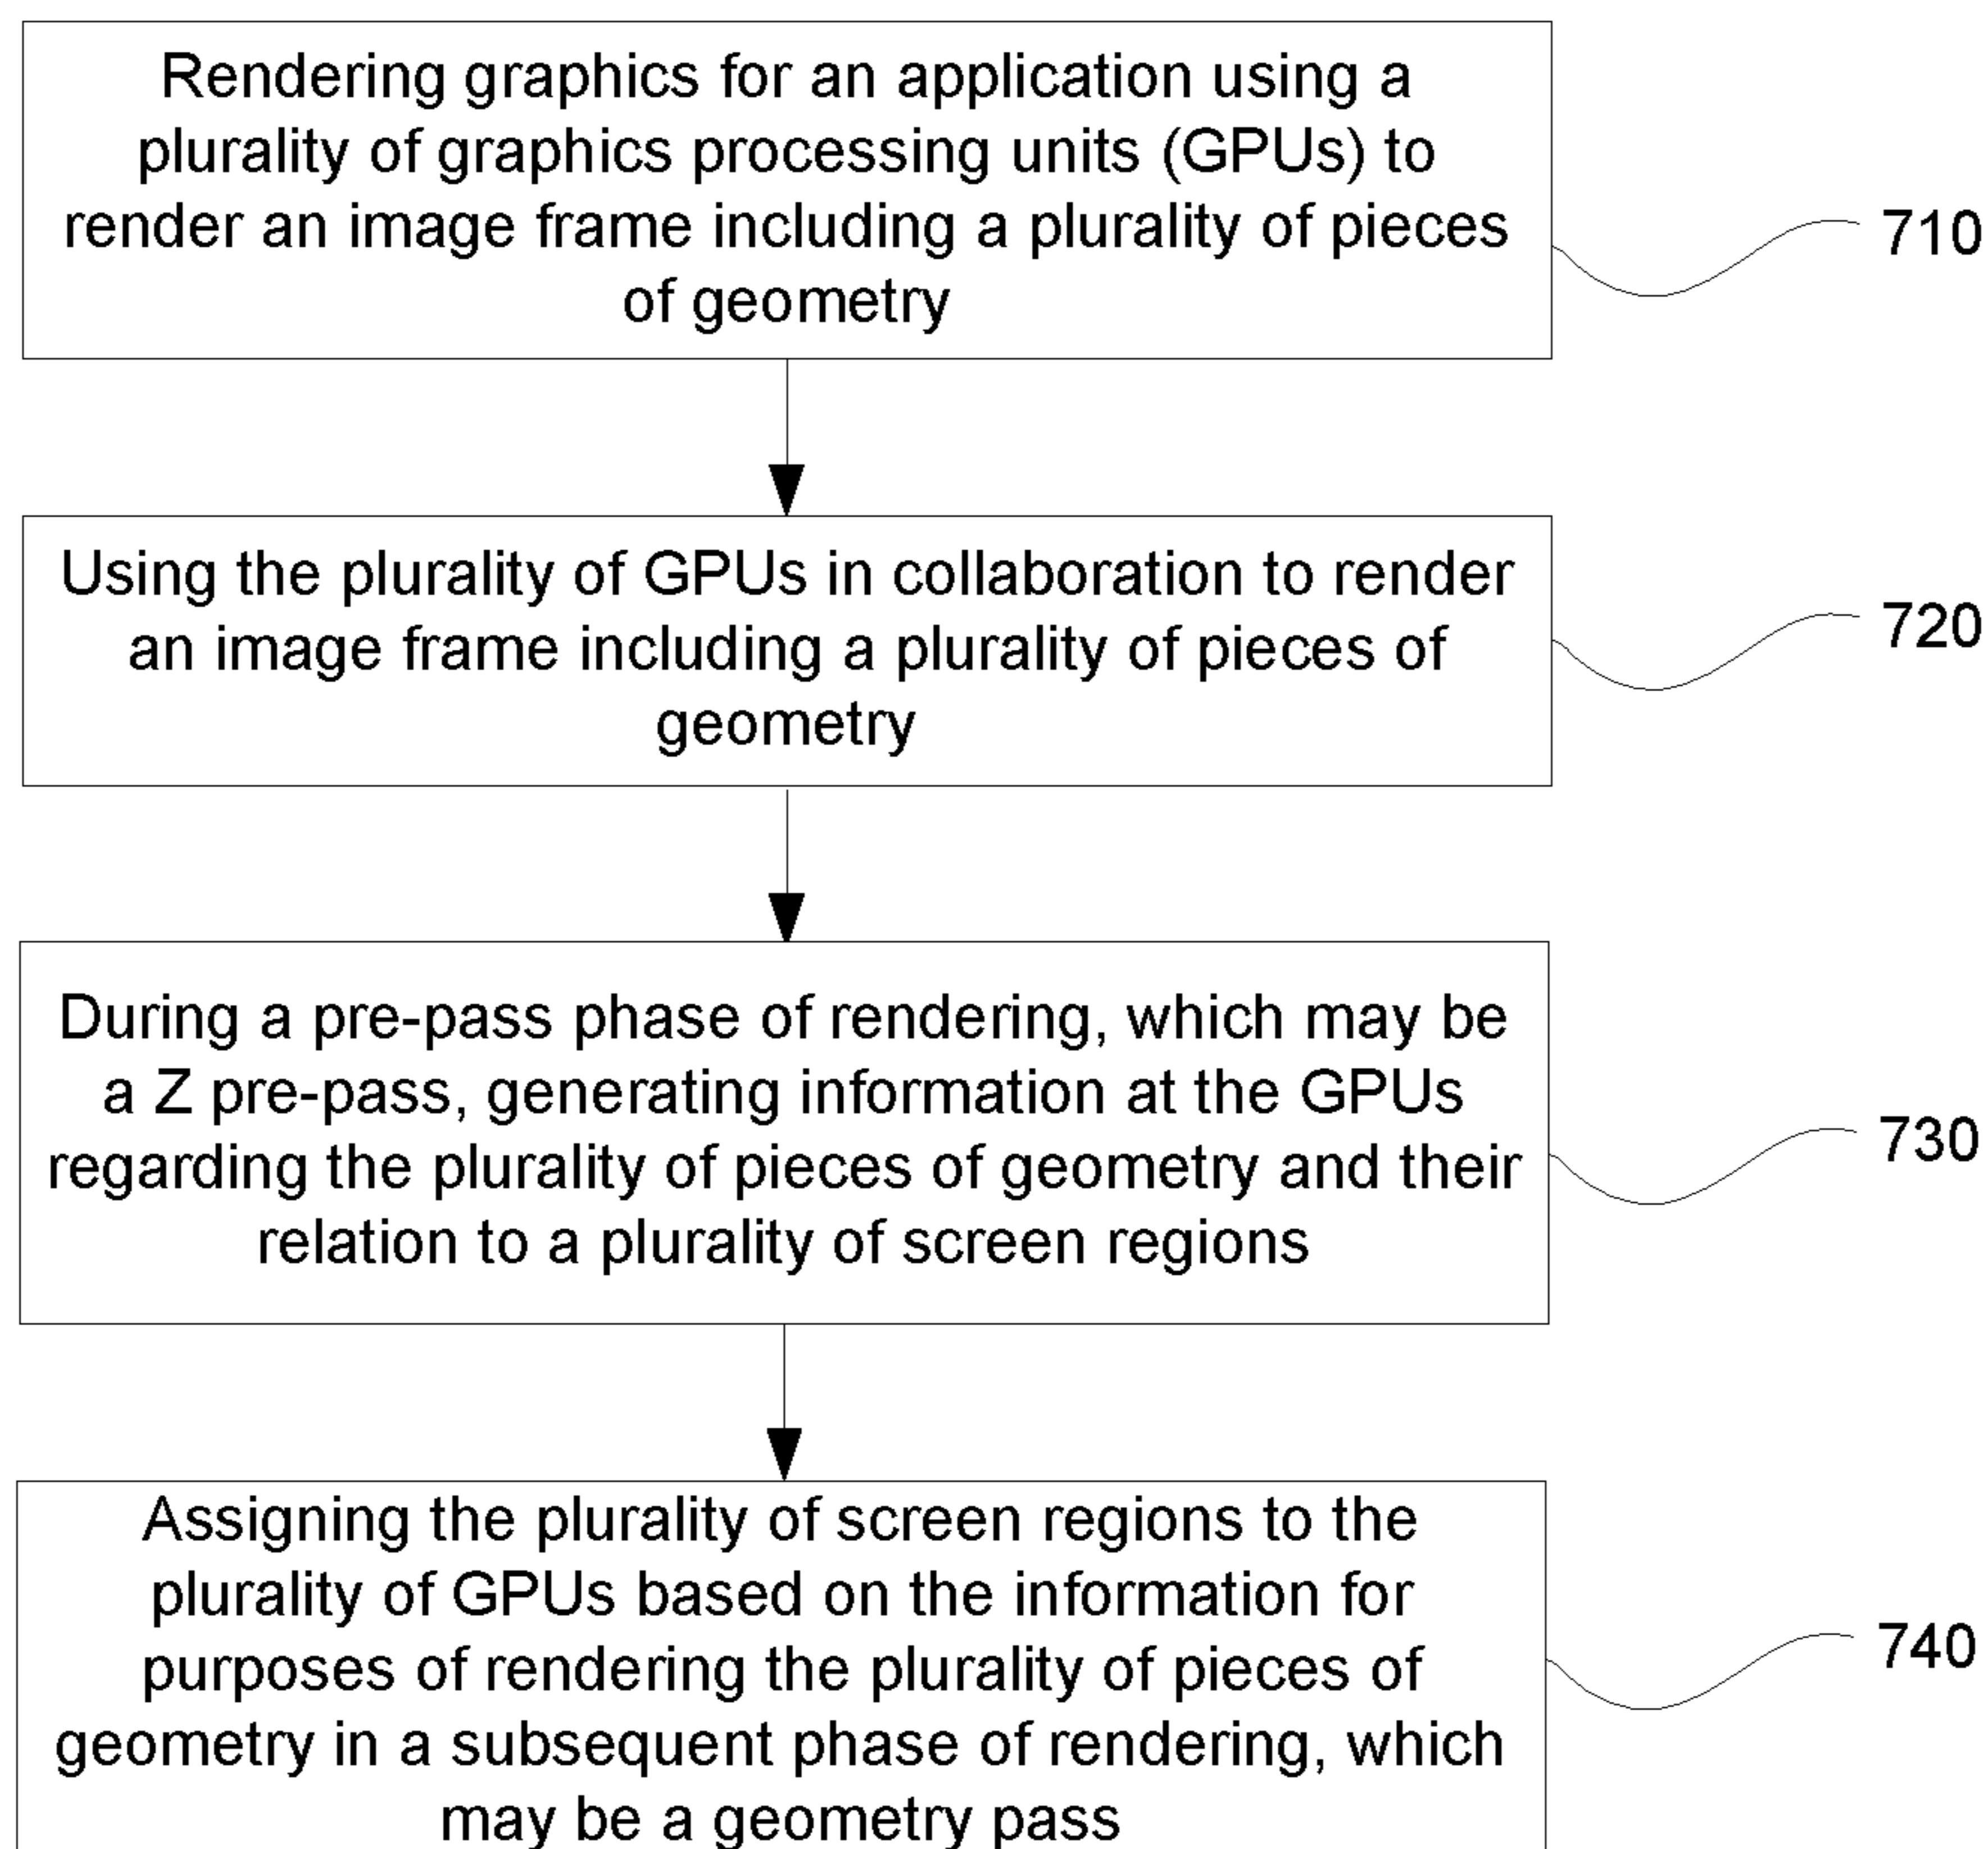 Rendering graphics for an application using a
plurality of graphics processing units (GPUs) to
render an image frame including a plurality of pieces
of geometry
710
Using the plurality of GPUs in collaboration to render
an image frame including a plurality of pieces of
geometry
720
During a pre-pass phase of rendering, which may be
a Z pre-pass, generating information at the GPUs
regarding the plurality of pieces of geometry and their
relation to a plurality of screen regions
730
Assigning the plurality of screen regions to the
plurality of GPUs based on the information for
purposes of rendering the plurality of pieces of
geometry in a subsequent phase of rendering, which
may be a geometry pass
740